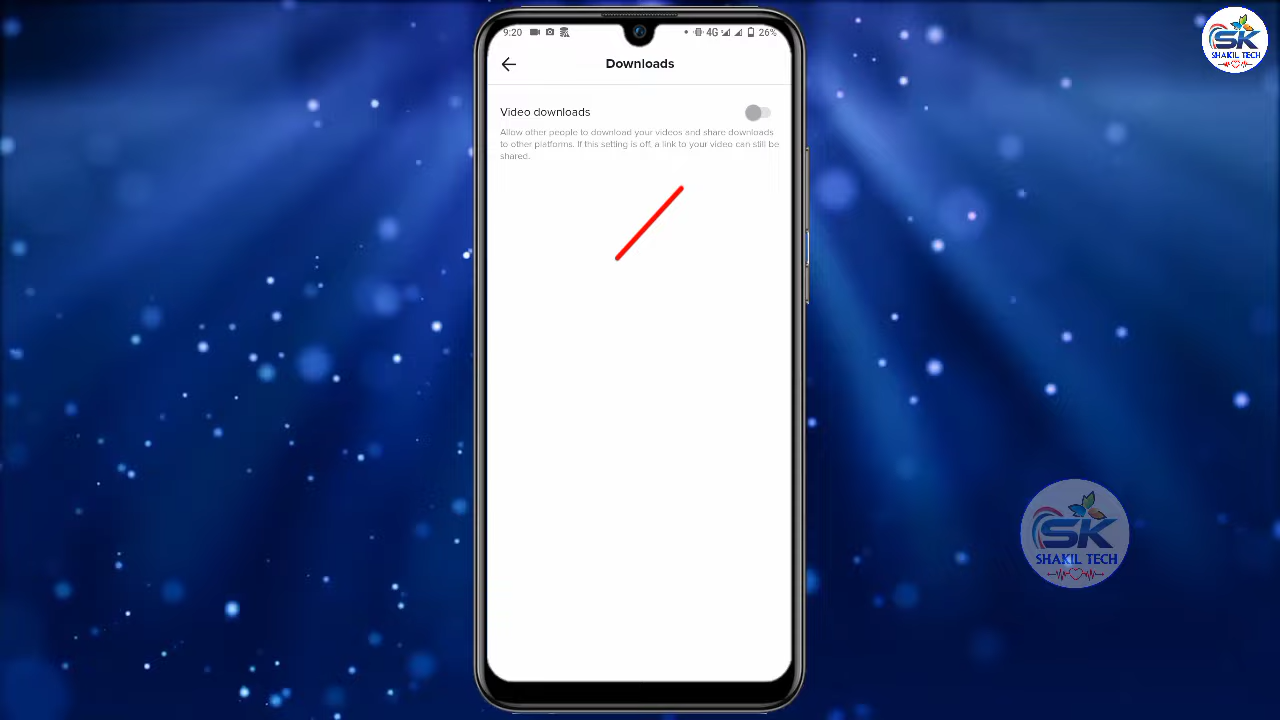 9:20 4G 26%
SK
SHAKIL TECH
Downloads
Video downloads
Allow other people to download your videos and share downloads
to other platforms. If this setting is off, a link to your video can still be
shared.
SK
SHAKIL TECH